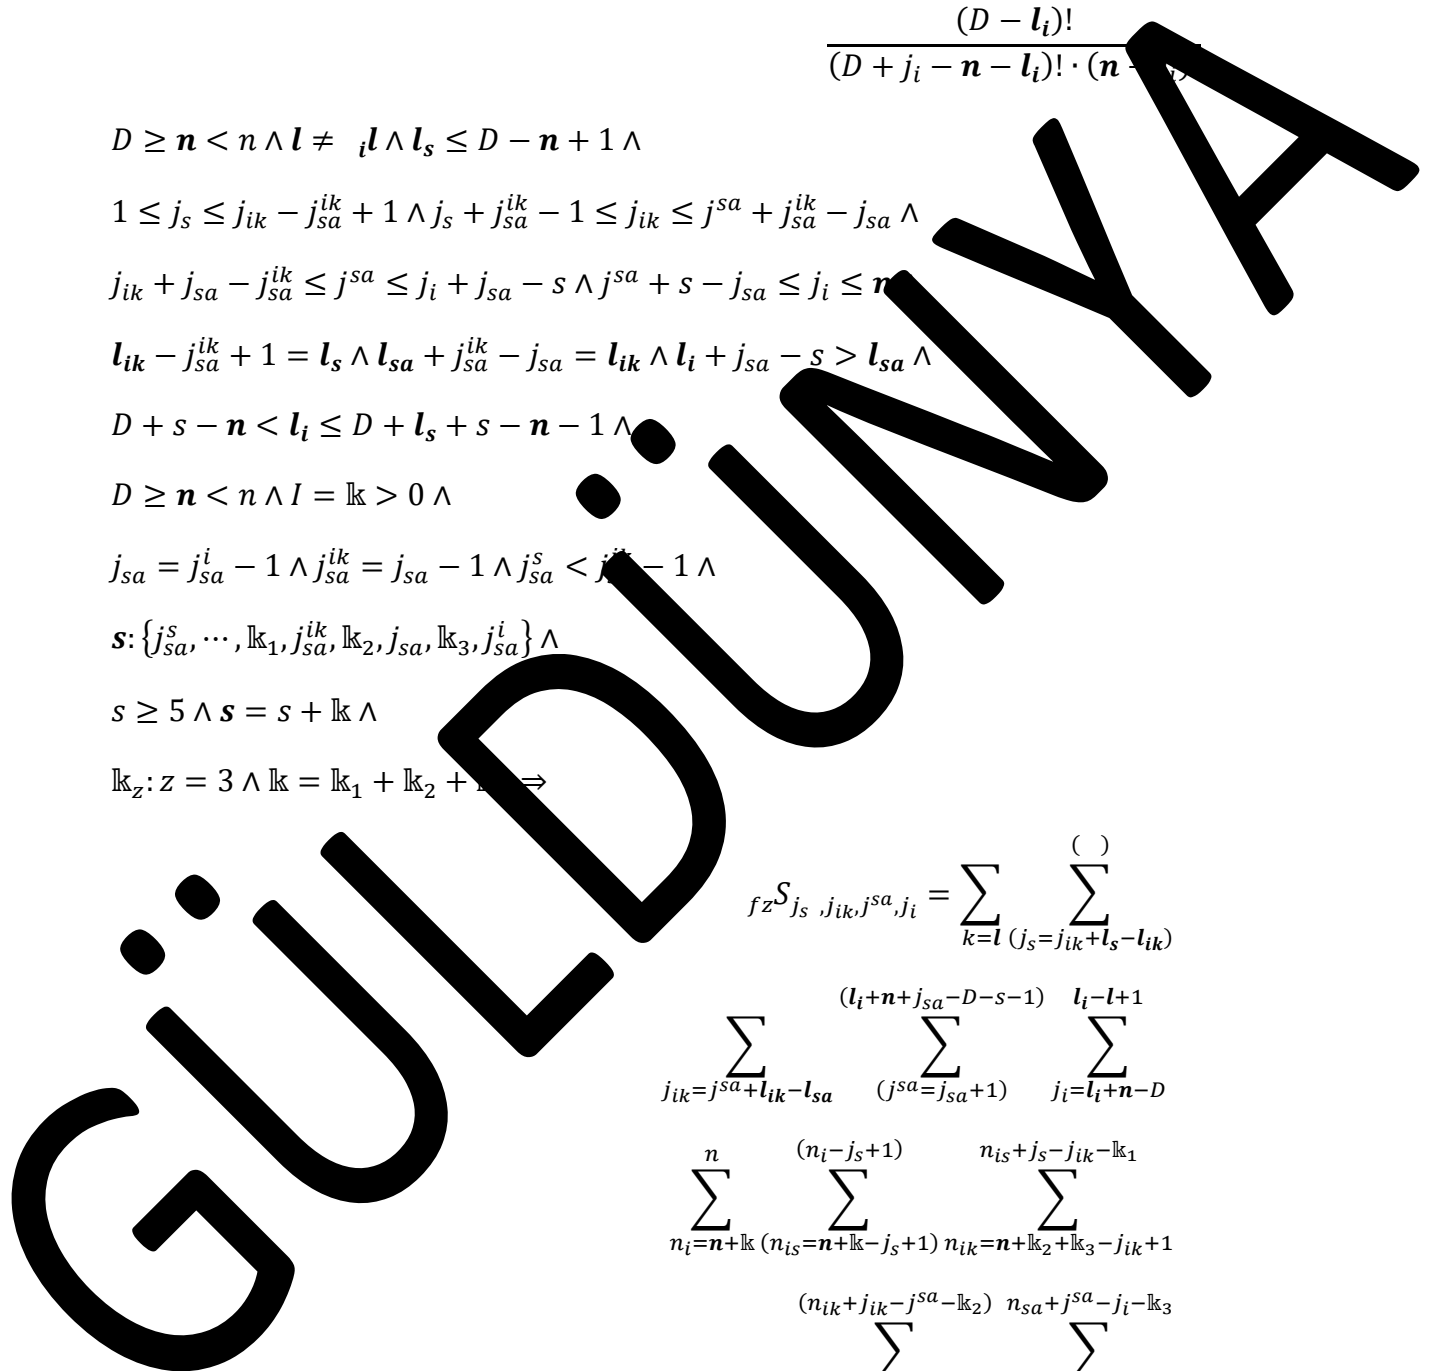 (D − l_i)!
(D + j_i − n − l_i)! · (n
D ≥ n < n ∧ l ≠ _il ∧ l_s ≤ D − n + 1 ∧
1 ≤ j_s ≤ j_ik − j_sa^ik + 1 ∧ j_s + j_sa^ik − 1 ≤ j_ik ≤ j^sa + j_sa^ik − j_sa ∧
j_ik + j_sa − j_sa^ik ≤ j^sa ≤ j_i + j_sa − s ∧ j^sa + s − j_sa ≤ j_i ≤ n
l_ik − j_sa^ik + 1 = l_s ∧ l_sa + j_sa^ik − j_sa = l_ik ∧ l_i + j_sa − s > l_sa ∧
D + s − n < l_i ≤ D + l_s + s − n − 1 ∧
D ≥ n < n ∧ I = 𝕜 > 0 ∧
j_sa = j_sa^i − 1 ∧ j_sa^ik = j_sa − 1 ∧ j_sa^s < − 1 ∧
s: {j_sa^s, ⋯ , 𝕜_1, j_sa^ik, 𝕜_2, j_sa, 𝕜_3, j_sa^i} ∧
s ≥ 5 ∧ s = s + 𝕜 ∧
𝕜_z: z = 3 ∧ 𝕜 = 𝕜_1 + 𝕜_2 + ⇒
( )
_fzS_{j_s ,j_ik,j^sa,j_i} = ∑ ∑
k=l (j_s=j_ik+l_s−l_ik)
(l_i+n+j_sa−D−s−1) l_i−l+1
∑ ∑ ∑
j_ik=j^sa+l_ik−l_sa (j^sa=j_sa+1) j_i=l_i+n−D
n (n_i−j_s+1) n_is+j_s−j_ik−𝕜_1
∑ ∑ ∑
n_i=n+𝕜 (n_is=n+𝕜−j_s+1) n_ik=n+𝕜_2+𝕜_3−j_ik+1
(n_ik+j_ik−j^sa−𝕜_2) n_sa+j^sa−j_i−𝕜_3
∑ ∑
GÜLDÜNYA